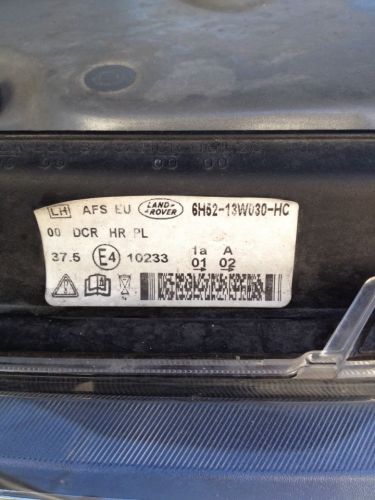 LH AFS EU LAND-ROVER 6H52-13W030-HC
00 DCR HR PL
37.5 E4 10233 1a A
01 02